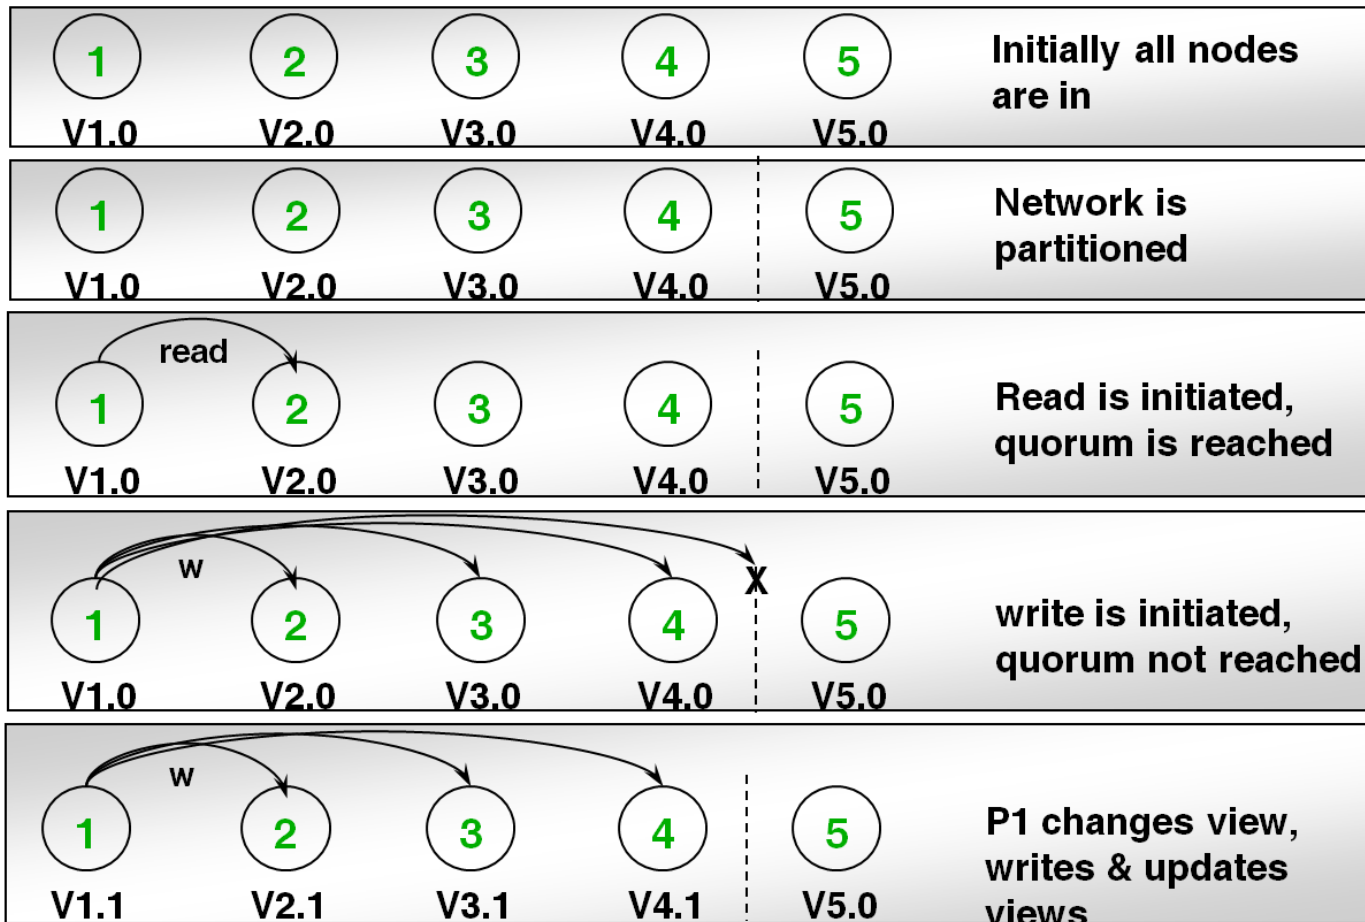 1 2 3 4 5
Initially all nodes
are in
V1.0 V2.0 V3.0 V4.0 V5.0
1 2 3 4 5
Network is
partitioned
V1.0 V2.0 V3.0 V4.0 V5.0
read
1 2 3 4 5
Read is initiated,
quorum is reached
V1.0 V2.0 V3.0 V4.0 V5.0
w
X
1 2 3 4 5
write is initiated,
quorum not reached
V1.0 V2.0 V3.0 V4.0 V5.0
w
1 2 3 4 5
P1 changes view,
writes & updates
views
V1.1 V2.1 V3.1 V4.1 V5.0